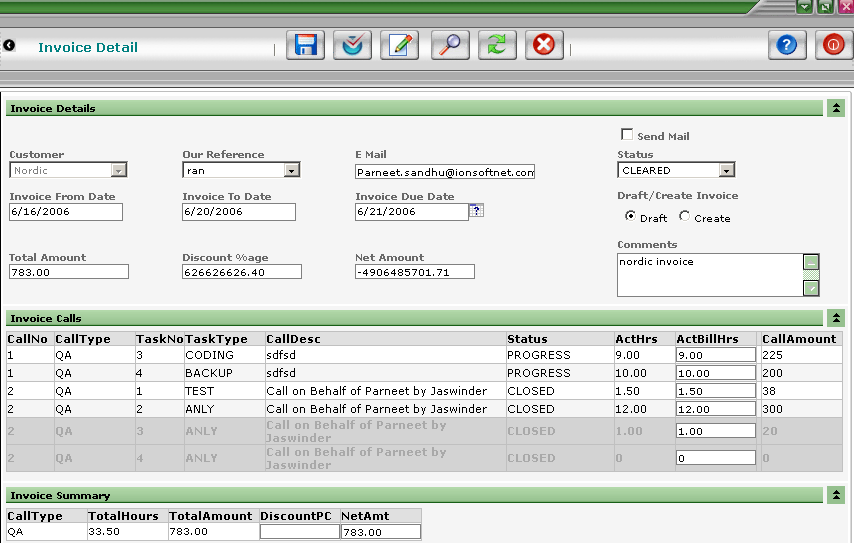 Invoice Detail
Invoice Details
Send Mail
Customer Our Reference E Mail Status
Nordic ran Parneet.sandhu@ionsoftnet.com CLEARED
Invoice From Date Invoice To Date Invoice Due Date Draft/Create Invoice
6/16/2006 6/20/2006 6/21/2006 ?
Draft Create
Comments
Total Amount Discount %age Net Amount
783.00 626626626.40 -4906485701.71 nordic invoice
Invoice Calls
CallNo CallType TaskNo TaskType CallDesc Status ActHrs ActBillHrs CallAmount
1 QA 3 CODING sdfsd PROGRESS 9.00 9.00 225
1 QA 4 BACKUP sdfsd PROGRESS 10.00 10.00 200
2 QA 1 TEST Call on Behalf of Parneet by Jaswinder CLOSED 1.50 1.50 38
2 QA 2 ANLY Call on Behalf of Parneet by Jaswinder CLOSED 12.00 12.00 300
2 QA 3 ANLY Call on Behalf of Parneet by Jaswinder CLOSED 1.00 1.00 20
2 QA 4 ANLY Call on Behalf of Parneet by Jaswinder CLOSED 0 0 0
Invoice Summary
CallType TotalHours TotalAmount DiscountPC NetAmt
QA 33.50 783.00 783.00